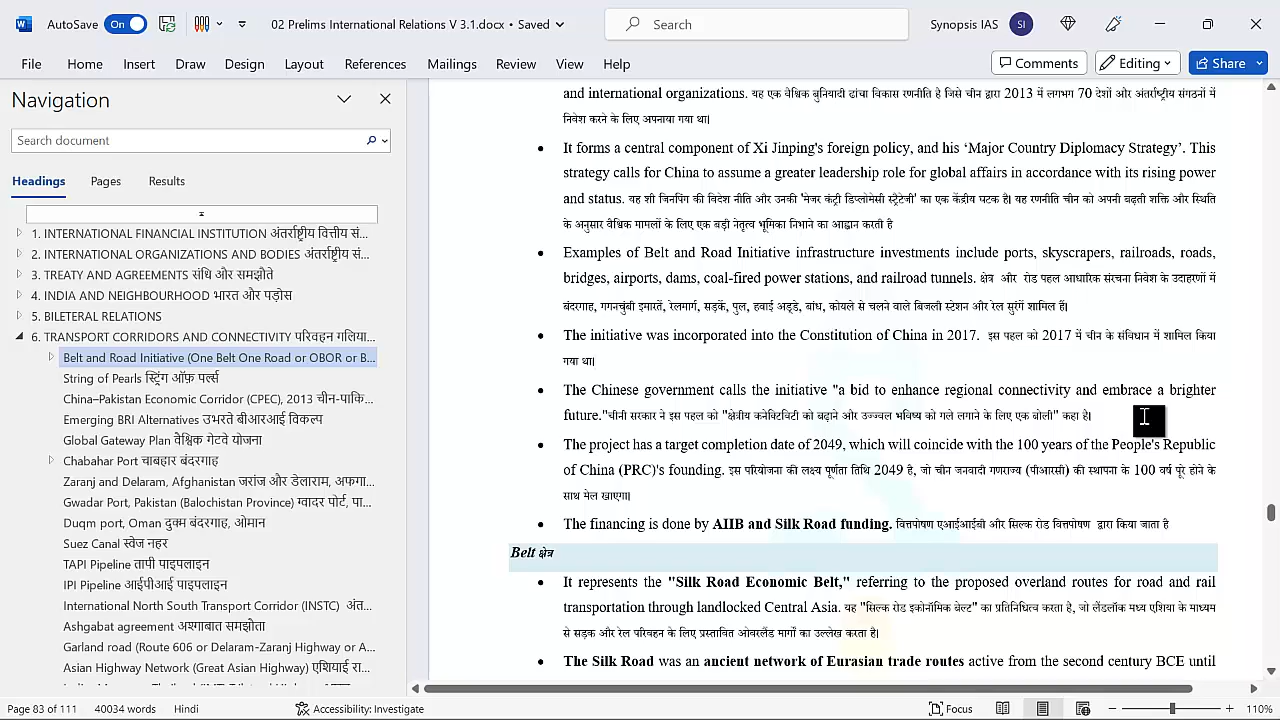 AutoSave On 02 Prelims International Relations V 3.1.docx • Saved Search Synopsis IAS SI
File Home Insert Draw Design Layout References Mailings Review View Help Comments Editing Share
Navigation
Search document
Headings Pages Results
1. INTERNATIONAL FINANCIAL INSTITUTION अंतर्राष्ट्रीय वित्तीय सं...
2. INTERNATIONAL ORGANIZATIONS AND BODIES अंतर्राष्ट्रीय सं...
3. TREATY AND AGREEMENTS संधि और समझौते
4. INDIA AND NEIGHBOURHOOD भारत और पड़ोस
5. BILETERAL RELATIONS
6. TRANSPORT CORRIDORS AND CONNECTIVITY परिवहन गलिया...
Belt and Road Initiative (One Belt One Road or OBOR or B...
String of Pearls स्ट्रिंग ऑफ़ पर्ल्स
China–Pakistan Economic Corridor (CPEC), 2013 चीन-पाकि...
Emerging BRI Alternatives उभरते बीआरआई विकल्प
Global Gateway Plan वैश्विक गेटवे योजना
Chabahar Port चाबहार बंदरगाह
Zaranj and Delaram, Afghanistan जरांज और डेलाराम, अफगा...
Gwadar Port, Pakistan (Balochistan Province) ग्वादर पोर्ट, पा...
Duqm port, Oman दुक्म बंदरगाह, ओमान
Suez Canal स्वेज नहर
TAPI Pipeline तापी पाइपलाइन
IPI Pipeline आईपीआई पाइपलाइन
International North South Transport Corridor (INSTC) अंत...
Ashgabat agreement अश्गाबात समझौता
Garland road (Route 606 or Delaram-Zaranj Highway or A...
Asian Highway Network (Great Asian Highway) एशियाई रा...
and international organizations. यह एक वैश्विक बुनियादी ढांचा विकास रणनीति है जिसे चीन द्वारा 2013 में लगभग 70 देशों और अंतर्राष्ट्रीय संगठनों में
निवेश करने के लिए अपनाया गया था।
• It forms a central component of Xi Jinping's foreign policy, and his ‘Major Country Diplomacy Strategy’. This
strategy calls for China to assume a greater leadership role for global affairs in accordance with its rising power
and status. यह शी जिनपिंग की विदेश नीति और उनकी 'मेजर कंट्री डिप्लोमेसी स्ट्रैटेजी' का एक केंद्रीय घटक है। यह रणनीति चीन को अपनी बढ़ती शक्ति और स्थिति
के अनुसार वैश्विक मामलों के लिए एक बड़ी नेतृत्व भूमिका निभाने का आह्वान करती है
• Examples of Belt and Road Initiative infrastructure investments include ports, skyscrapers, railroads, roads,
bridges, airports, dams, coal-fired power stations, and railroad tunnels. क्षेत्र और रोड पहल आधारिक संरचना निवेश के उदाहरणों में
बंदरगाह, गगनचुंबी इमारतें, रेलमार्ग, सड़कें, पुल, हवाई अड्डे, बांध, कोयले से चलने वाले बिजली स्टेशन और रेल सुरंगें शामिल हैं।
• The initiative was incorporated into the Constitution of China in 2017. इस पहल को 2017 में चीन के संविधान में शामिल किया
गया था।
• The Chinese government calls the initiative "a bid to enhance regional connectivity and embrace a brighter
future."चीनी सरकार ने इस पहल को "क्षेत्रीय कनेक्टिविटी को बढ़ाने और उज्ज्वल भविष्य को गले लगाने के लिए एक बोली" कहा है।
• The project has a target completion date of 2049, which will coincide with the 100 years of the People's Republic
of China (PRC)'s founding. इस परियोजना की लक्ष्य पूर्णता तिथि 2049 है, जो चीन जनवादी गणराज्य (पीआरसी) की स्थापना के 100 वर्ष पूरे होने के
साथ मेल खाएगा।
• The financing is done by AIIB and Silk Road funding. वित्तपोषण एआईआईबी और सिल्क रोड वित्तपोषण द्वारा किया जाता है
Belt क्षेत्र
• It represents the "Silk Road Economic Belt," referring to the proposed overland routes for road and rail
transportation through landlocked Central Asia. यह "सिल्क रोड इकोनॉमिक बेल्ट" का प्रतिनिधित्व करता है, जो लैंडलॉक मध्य एशिया के माध्यम
से सड़क और रेल परिवहन के लिए प्रस्तावित ओवरलैंड मार्गों का उल्लेख करता है।
• The Silk Road was an ancient network of Eurasian trade routes active from the second century BCE until
Page 83 of 111 40034 words Hindi Accessibility: Investigate Focus 110%